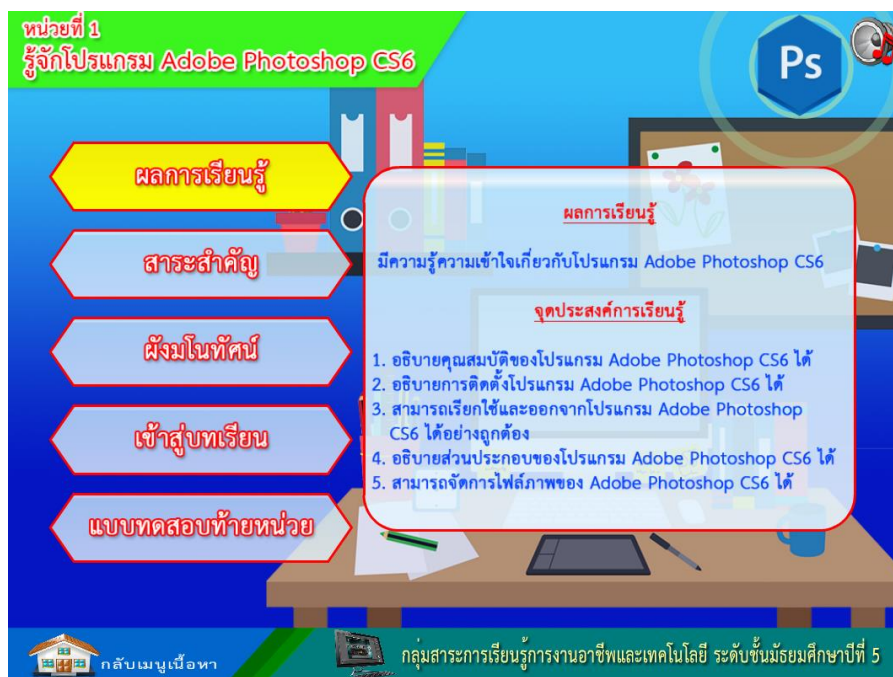 หน่วยที่ 1
รู้จักโปรแกรม Adobe Photoshop CS6
Ps
ผลการเรียนรู้
สาระสำคัญ
ผังมโนทัศน์
เข้าสู่บทเรียน
แบบทดสอบท้ายหน่วย
ผลการเรียนรู้
มีความรู้ความเข้าใจเกี่ยวกับโปรแกรม Adobe Photoshop CS6
จุดประสงค์การเรียนรู้
1. อธิบายคุณสมบัติของโปรแกรม Adobe Photoshop CS6 ได้
2. อธิบายการติดตั้งโปรแกรม Adobe Photoshop CS6 ได้
3. สามารถเรียกใช้และออกจากโปรแกรม Adobe Photoshop
CS6 ได้อย่างถูกต้อง
4. อธิบายส่วนประกอบของโปรแกรม Adobe Photoshop CS6 ได้
5. สามารถจัดการไฟล์ภาพของ Adobe Photoshop CS6 ได้
กลับเมนูเนื้อหา
กลุ่มสาระการเรียนรู้การงานอาชีพและเทคโนโลยี ระดับชั้นมัธยมศึกษาปีที่ 5